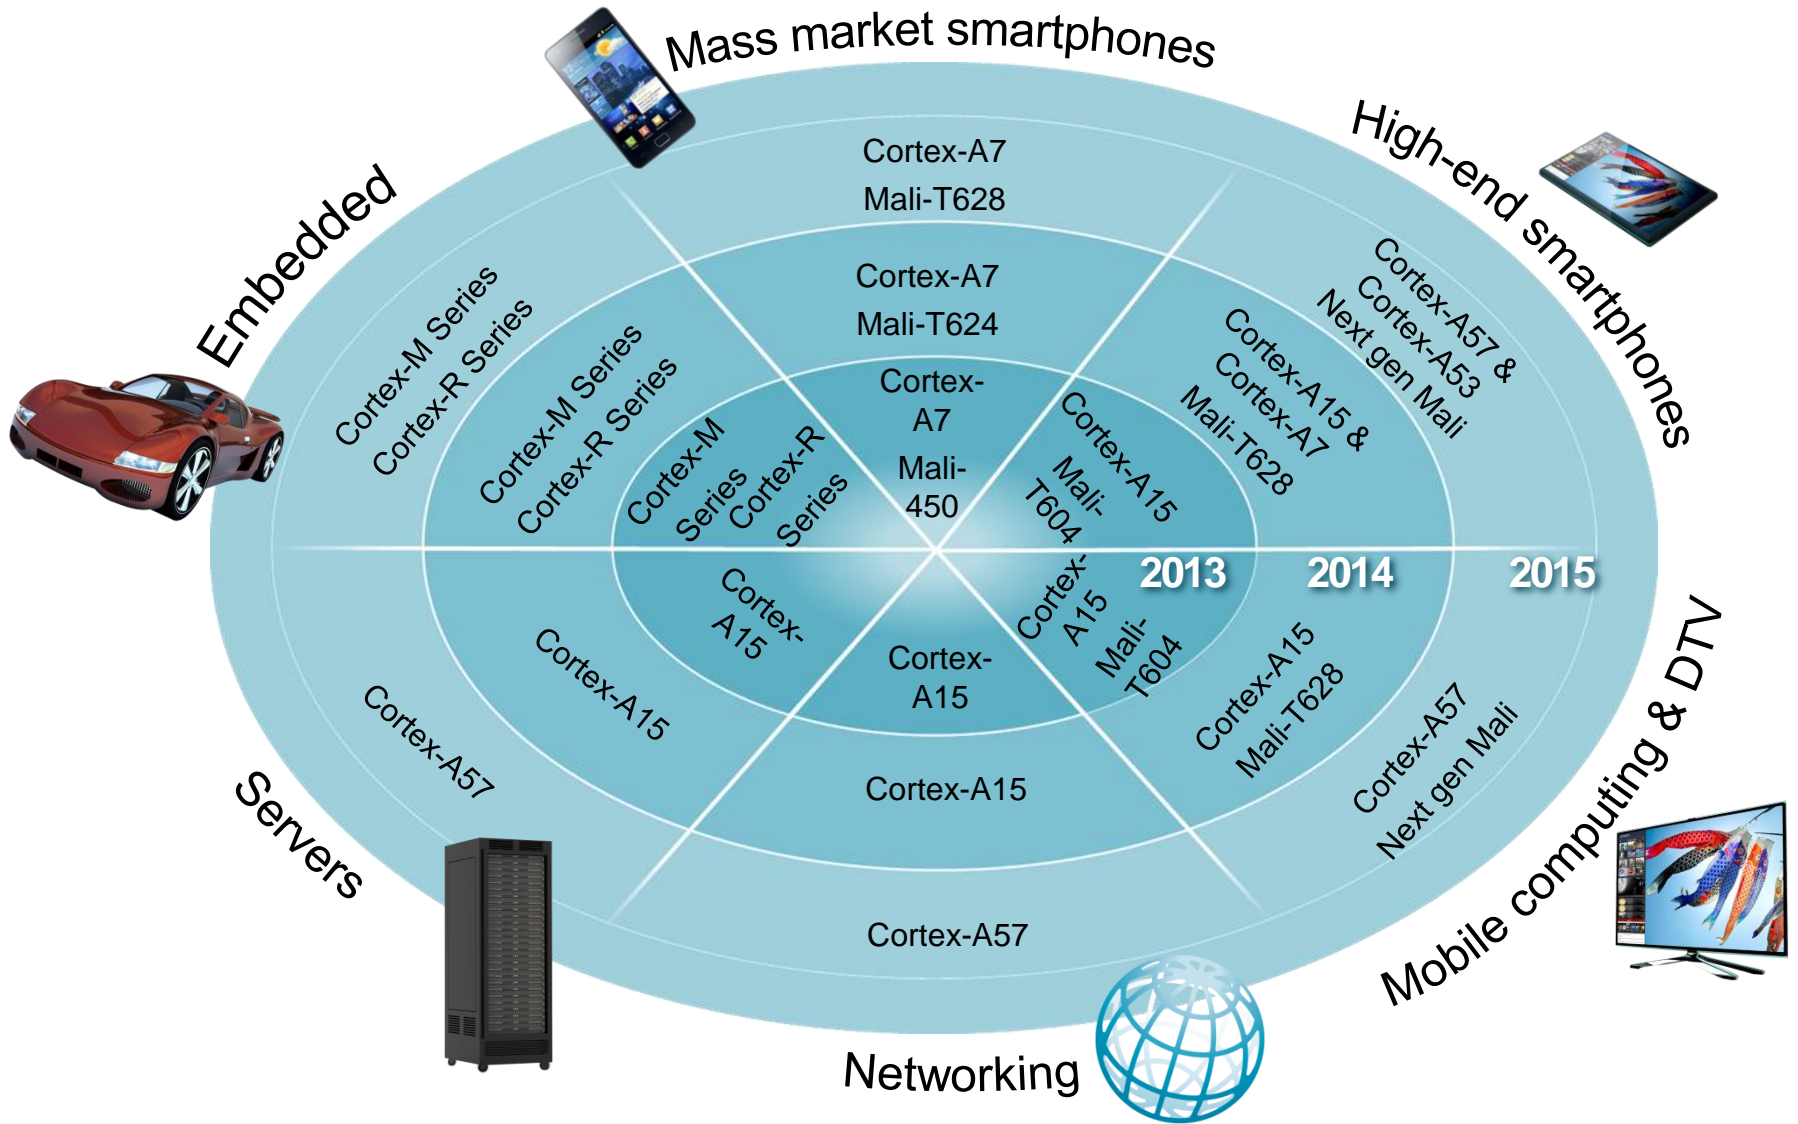 Mass market smartphones
Cortex-A7
Mali-T628
Cortex-A7
Mali-T624
Cortex-
A7
Mali-
450
High-end smartphones
Cortex-A57 &
Cortex-A53
Next gen Mali
Cortex-A15 &
Cortex-A7
Mali-T628
Cortex-A15
Mali-
T604
2013
2014
2015
Mobile computing & DTV
Cortex-
A15
Mali-
T604
Cortex-A15
Mali-T628
Cortex-A57
Next gen Mali
Networking
Cortex-
A15
Cortex-A15
Cortex-A57
Servers
Cortex-
A15
Cortex-A15
Cortex-A57
Embedded
Cortex-M Series
Cortex-R Series
Cortex-M Series
Cortex-R Series
Cortex-M
Series
Cortex-R
Series